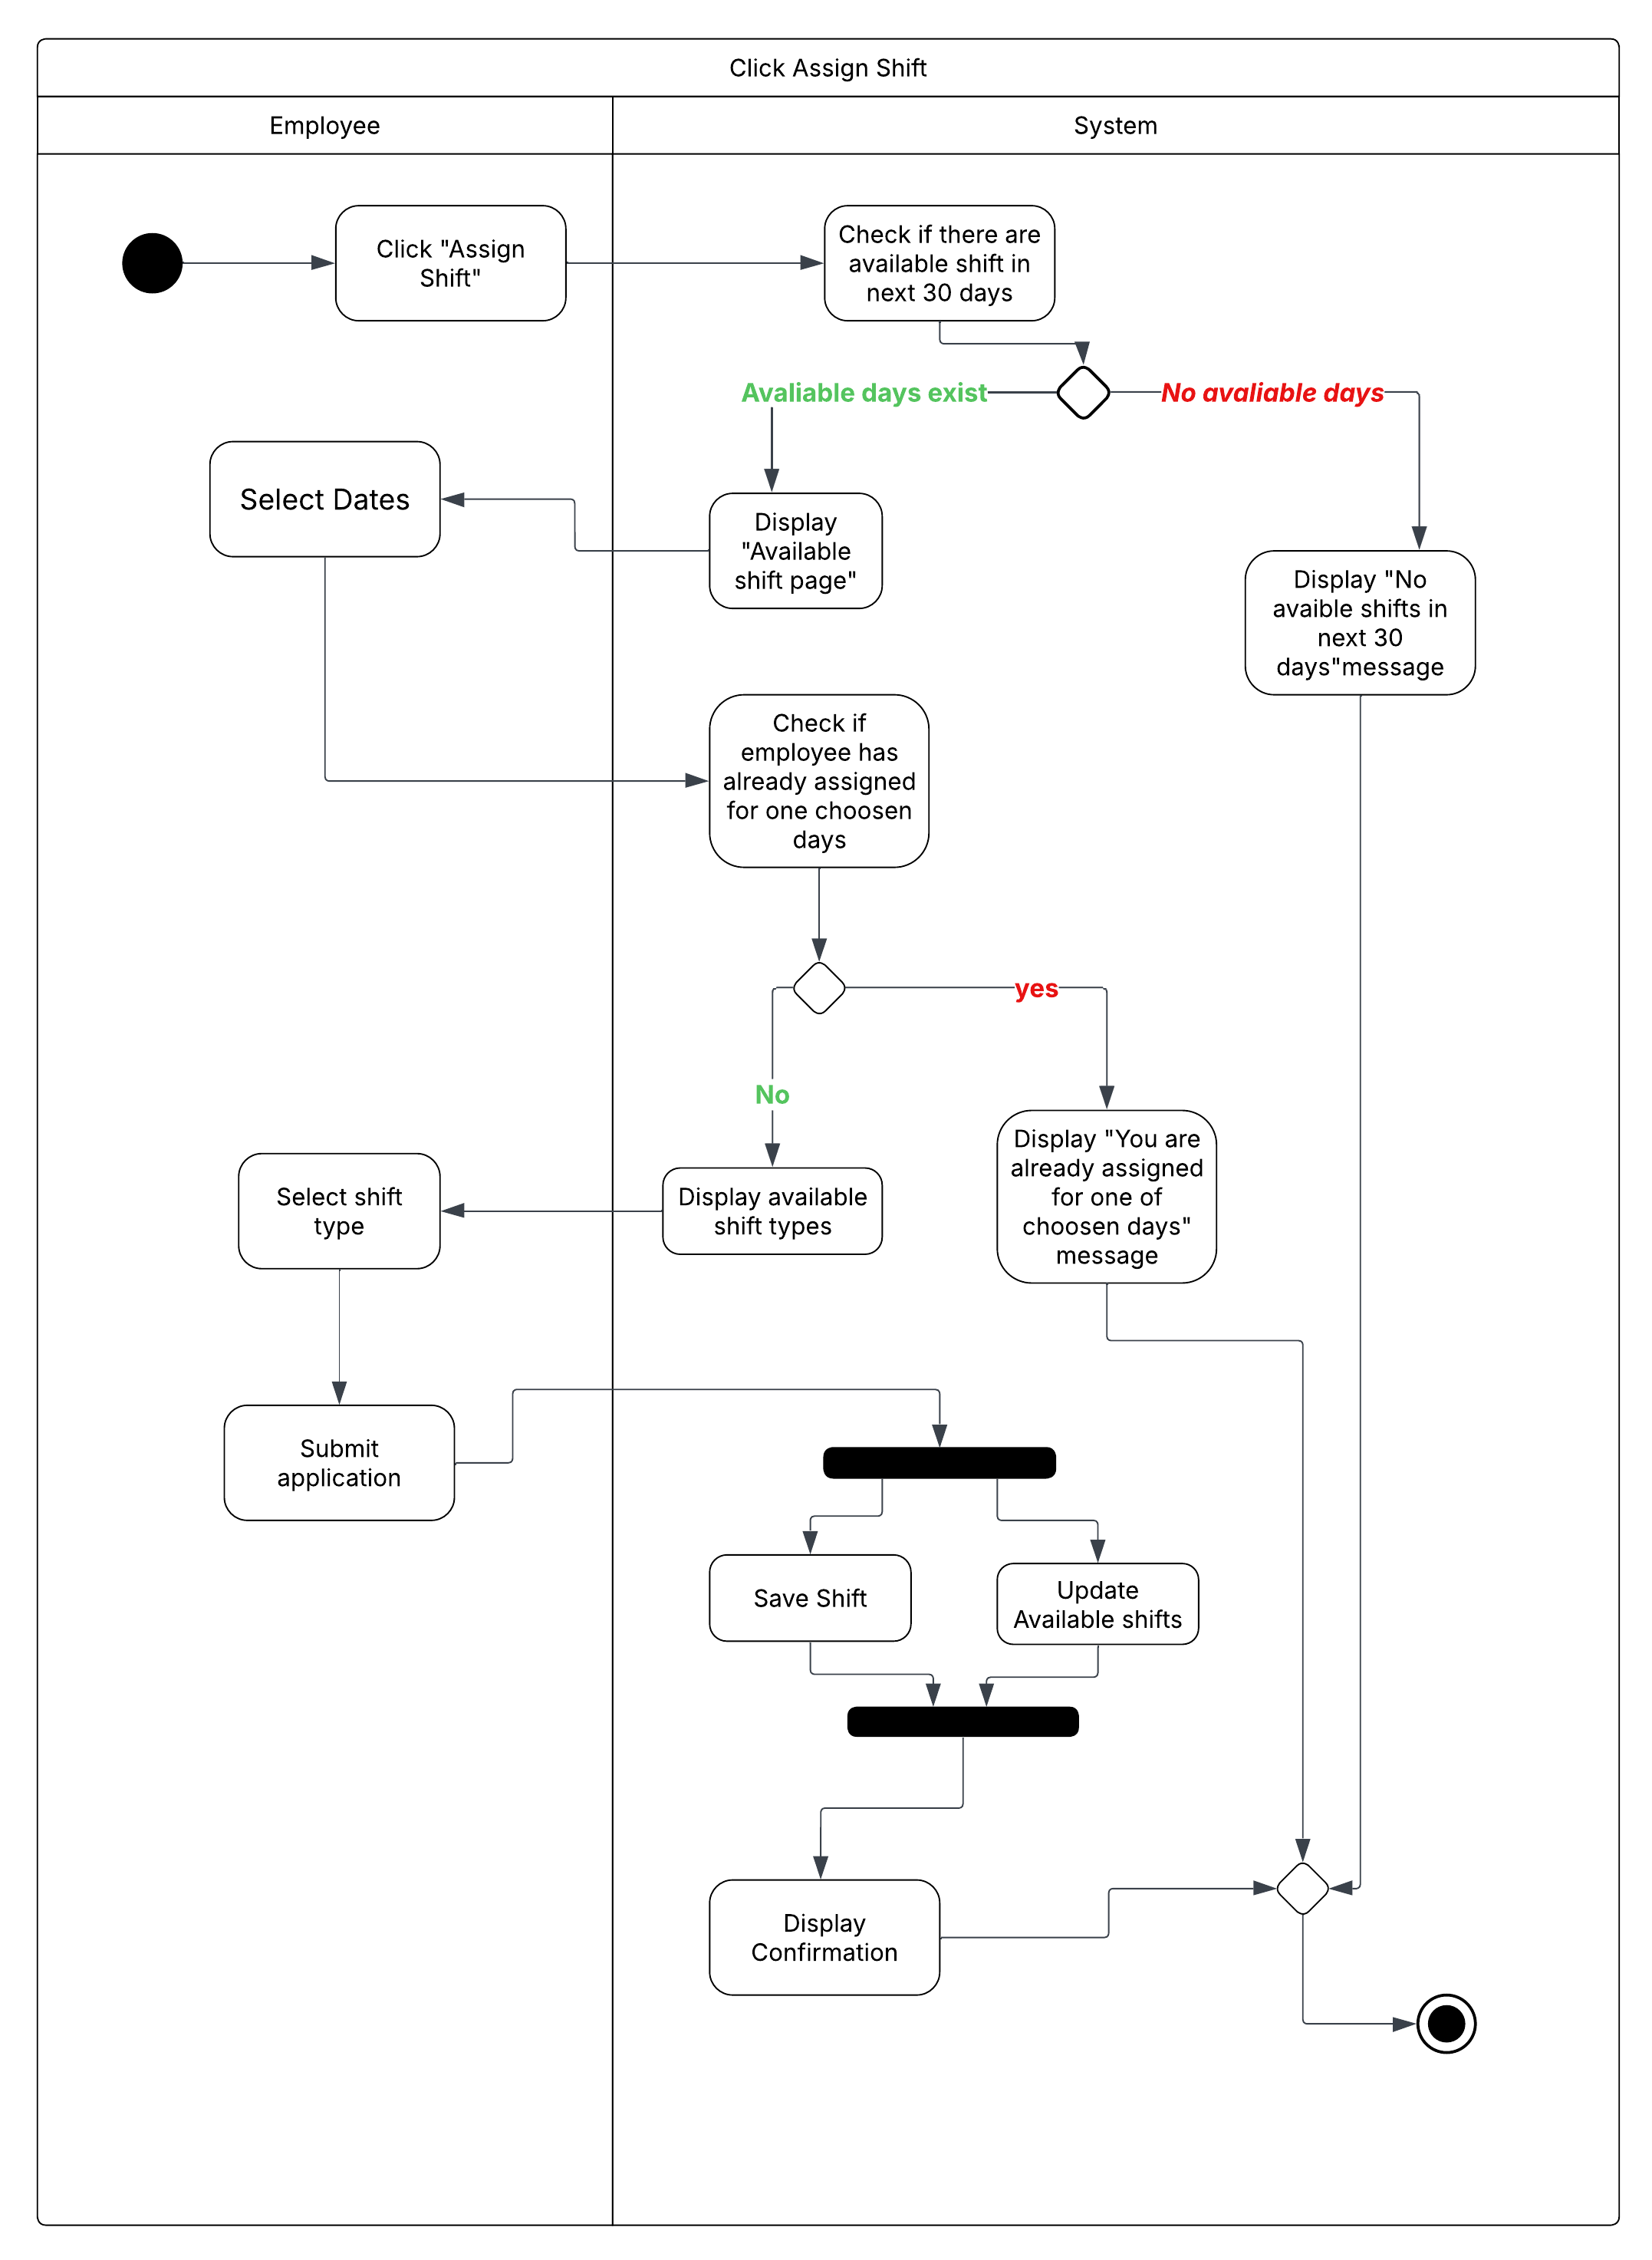 Click Assign Shift
Employee
System
Click "Assign
Shift"
Check if there are
available shift in
next 30 days
Avaliable days exist
No avaliable days
Select Dates
Display
"Available
shift page"
Display "No
avaible shifts in
next 30
days"message
Check if
employee has
already assigned
for one choosen
days
yes
No
Display "You are
already assigned
for one of
choosen days"
message
Select shift
type
Display available
shift types
Submit
application
Save Shift
Update
Available shifts
Display
Confirmation